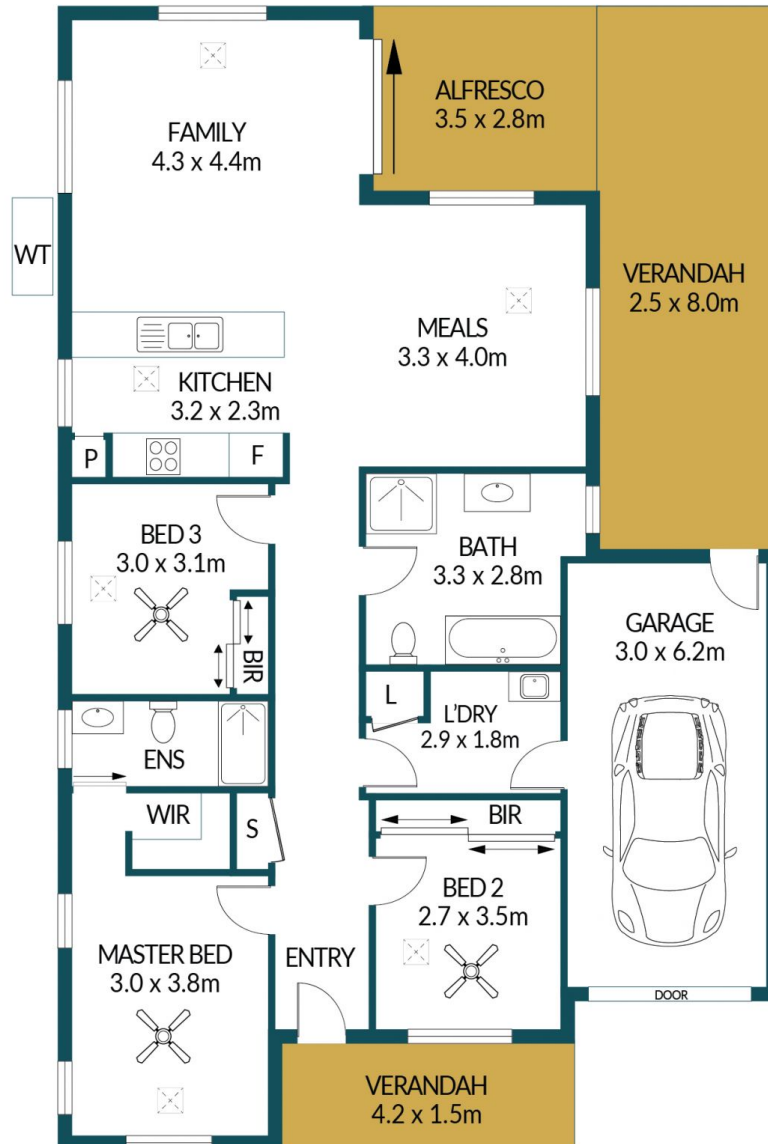 ALFRESCO
3.5 x 2.8m
FAMILY
4.3 x 4.4m
WT
VERANDAH
2.5 x 8.0m
MEALS
3.3 x 4.0m
KITCHEN
3.2 x 2.3m
P
F
BED 3
3.0 x 3.1m
BIR
BATH
3.3 x 2.8m
GARAGE
3.0 x 6.2m
L
L'DRY
2.9 x 1.8m
ENS
WIR
S
BIR
BED 2
2.7 x 3.5m
MASTER BED
3.0 x 3.8m
ENTRY
DOOR
VERANDAH
4.2 x 1.5m